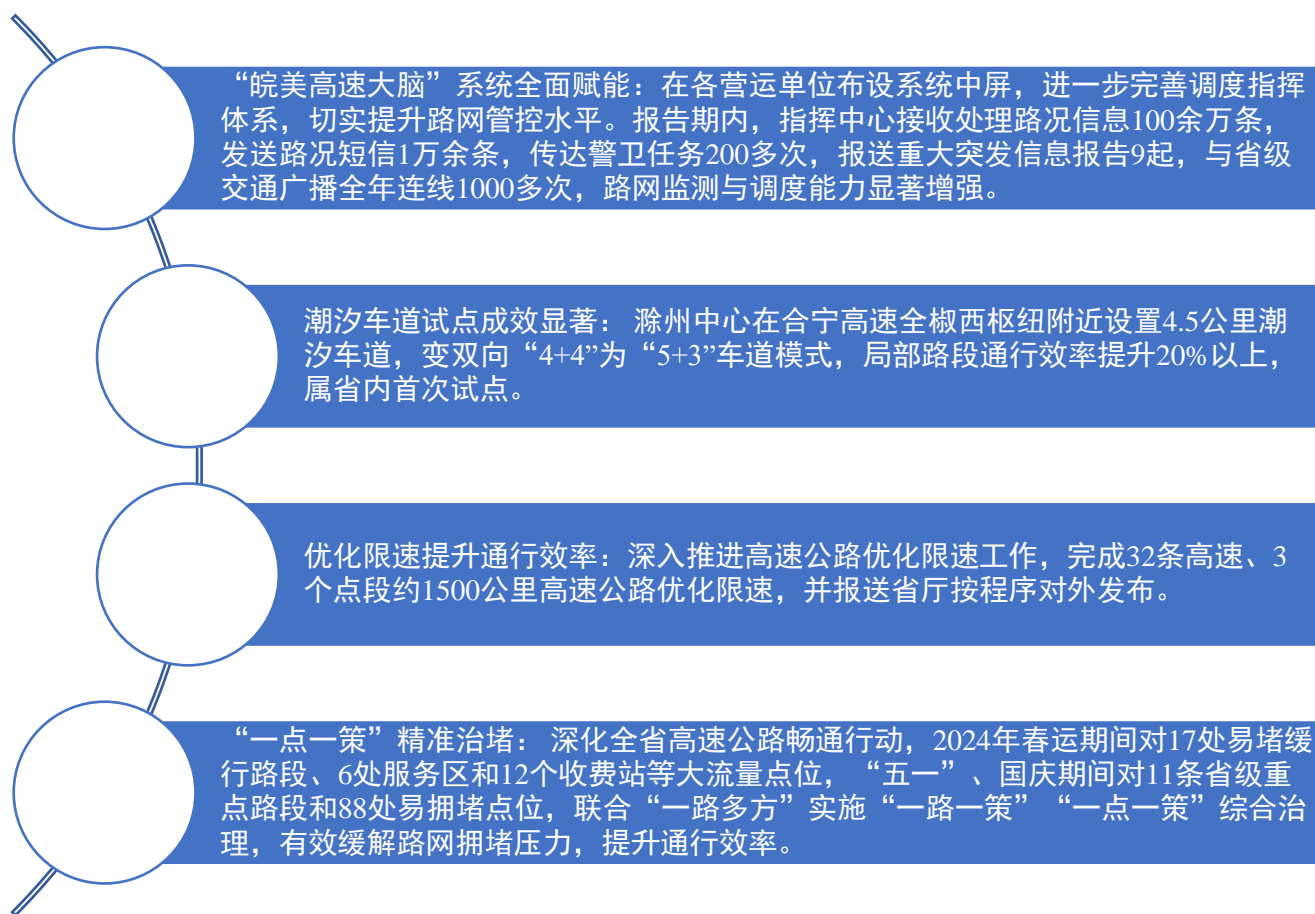 “皖美高速大脑”系统全面赋能：在各营运单位布设系统中屏，进一步完善调度指挥
体系，切实提升路网管控水平。报告期内，指挥中心接收处理路况信息100余万条，
发送路况短信1万余条，传达警卫任务200多次，报送重大突发信息报告9起，与省级
交通广播全年连线1000多次，路网监测与调度能力显著增强。
潮汐车道试点成效显著： 滁州中心在合宁高速全椒西枢纽附近设置4.5公里潮
汐车道，变双向“4+4”为“5+3”车道模式，局部路段通行效率提升20%以上，
属省内首次试点。
优化限速提升通行效率：深入推进高速公路优化限速工作，完成32条高速、3
个点段约1500公里高速公路优化限速，并报送省厅按程序对外发布。
“一点一策”精准治堵： 深化全省高速公路畅通行动，2024年春运期间对17处易堵缓
行路段、6处服务区和12个收费站等大流量点位，“五一”、国庆期间对11条省级重
点路段和88处易拥堵点位，联合“一路多方”实施“一路一策”“一点一策”综合治
理，有效缓解路网拥堵压力，提升通行效率。